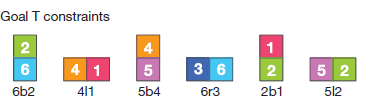 Goal T constraints
2 4 1
6 4 1 5 3 6 2 5 2
6b2 4l1 5b4 6r3 2b1 5l2